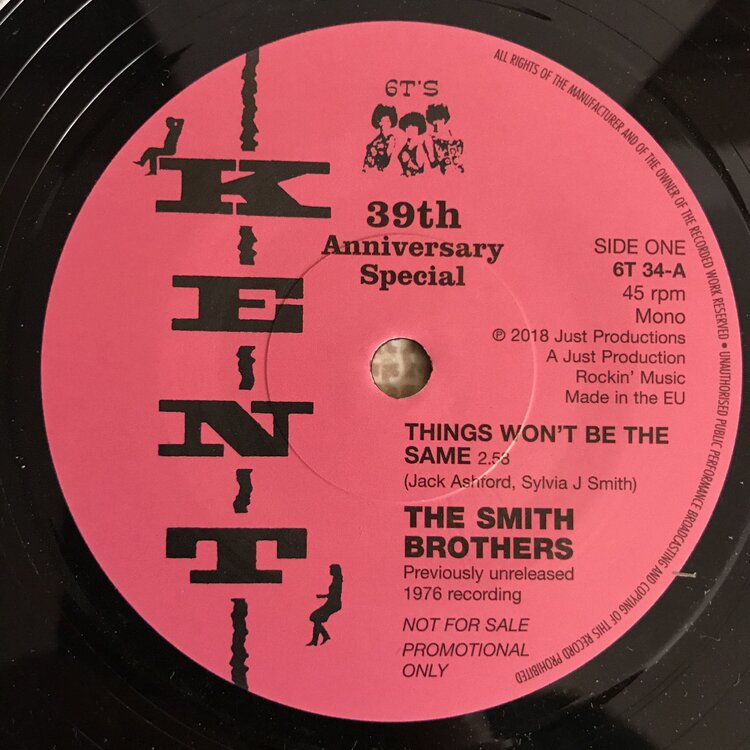 6T'S
KENT
39th
Anniversary
Special
SIDE ONE
6T 34-A
45 rpm
Mono
℗ 2018 Just Productions
A Just Production
Rockin' Music
Made in the EU
THINGS WON'T BE THE
SAME 2.53
(Jack Ashford, Sylvia J Smith)
THE SMITH
BROTHERS
Previously unreleased
1976 recording
NOT FOR SALE
PROMOTIONAL
ONLY
ALL RIGHTS OF THE MANUFACTURER AND OF THE OWNER OF THE RECORDED WORK RESERVED • UNAUTHORISED PUBLIC PERFORMANCE BROADCASTING AND COPYING OF THIS RECORD PROHIBITED